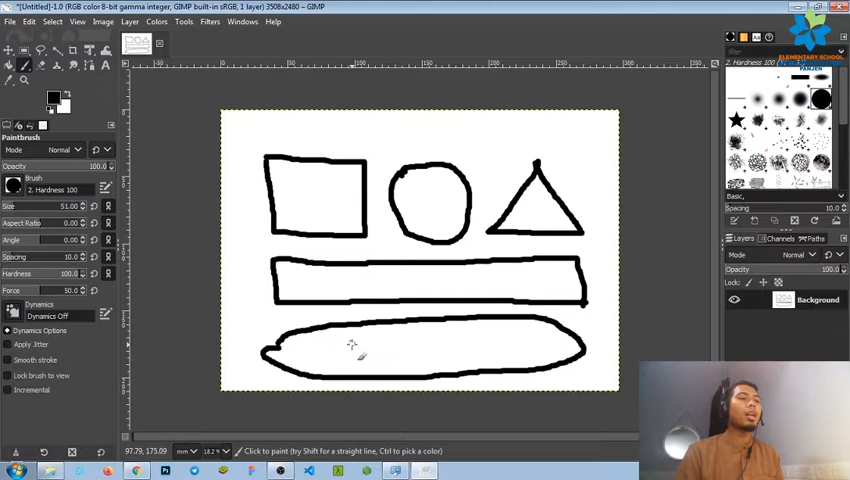 *[Untitled]-1.0 (RGB color 8-bit gamma integer, GIMP built-in sRGB, 1 layer) 3508x2480 – GIMP
File Edit Select View Image Layer Colors Tools Filters Windows Help
ELEMENTARY SCHOOL
PANJEN
filter
2. Hardness 100
Paintbrush
Mode Normal
Opacity 100.0
Brush
2. Hardness 100
Size 51.00
Aspect Ratio 0.00
Angle 0.00
Spacing 10.0
Hardness 100.0
Force 50.0
Dynamics
Dynamics Off
Dynamics Options
Apply Jitter
Smooth stroke
Lock brush to view
Incremental
Basic,
Spacing 10.0
Layers Channels Paths
Mode Normal
Opacity 100.0
Lock:
Background
97.79, 175.09 mm 18.2 % Click to paint (try Shift for a straight line, Ctrl to pick a color)